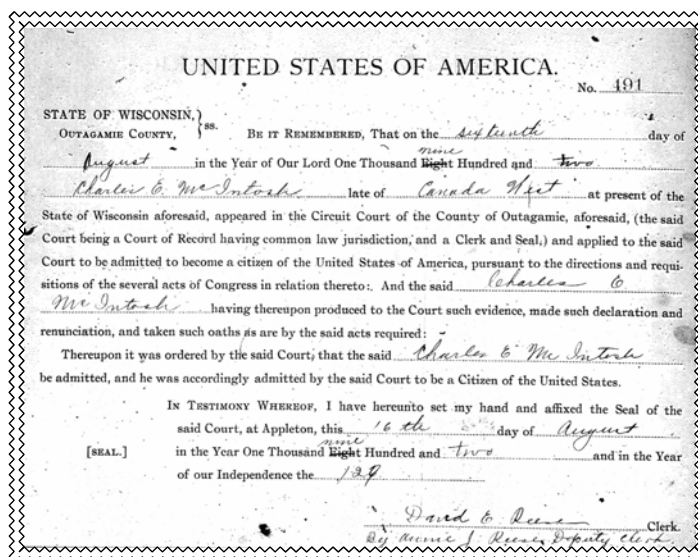 UNITED STATES OF AMERICA.
No. 491
STATE OF WISCONSIN, } ss.
OUTAGAMIE COUNTY,
BE IT REMEMBERED, That on the sixteenth day of
nine
August in the Year of Our Lord One Thousand Eight Hundred and two
Charles E. McIntosh late of Canada West at present of the
State of Wisconsin aforesaid, appeared in the Circuit Court of the County of Outagamie, aforesaid, (the said
Court being a Court of Record having common law jurisdiction, and a Clerk and Seal,) and applied to the said
Court to be admitted to become a citizen of the United States of America, pursuant to the directions and requi-
sitions of the several acts of Congress in relation thereto:. And the said Charles E
McIntosh having thereupon produced to the Court such evidence, made such declaration and
renunciation, and taken such oaths as are by the said acts required:
Thereupon it was ordered by the said Court, that the said Charles E McIntosh
be admitted, and he was accordingly admitted by the said Court to be a Citizen of the United States.
IN TESTIMONY WHEREOF, I have hereunto set my hand and affixed the Seal of the
said Court, at Appleton, this 16th day of August
nine
[SEAL.] in the Year One Thousand Eight Hundred and two and in the Year
of our Independence the 127
David E Reese Clerk.
By Annie J. Reese Deputy Clerk